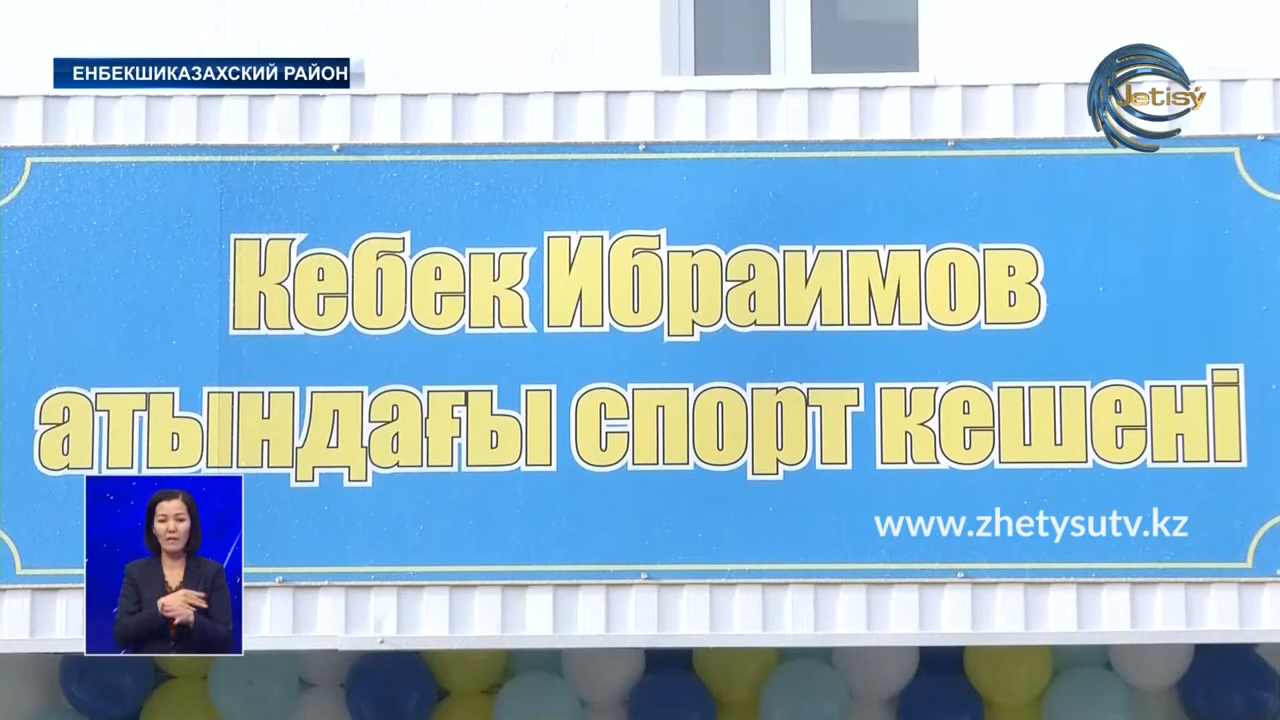 ЕНБЕКШИКАЗАХСКИЙ РАЙОН
Jetisý
Кебек Ибраимов
атындағы спорт кешені
www.zhetysutv.kz